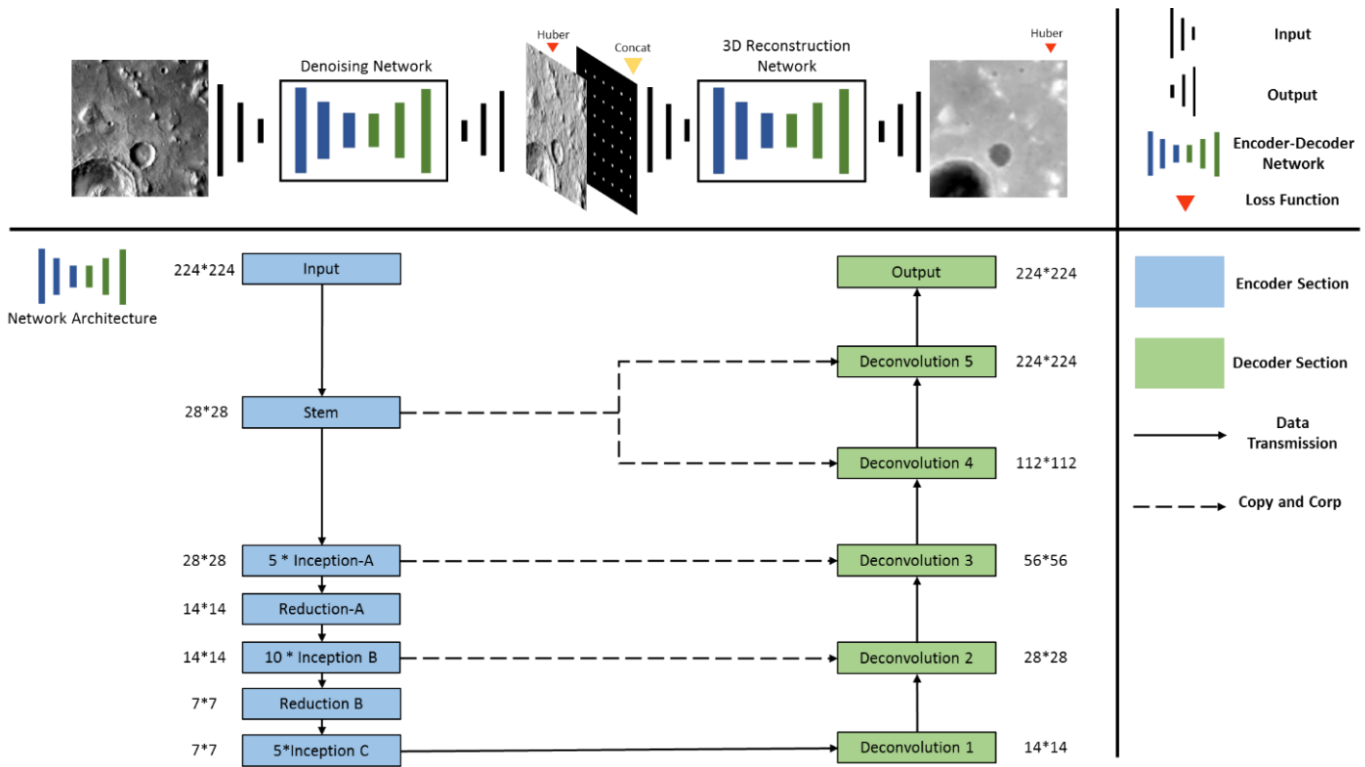 Huber
Concat
Denoising Network
3D Reconstruction
Network
Huber
Input
Output
Encoder-Decoder
Network
Loss Function
Network Architecture
224*224
Input
Output
224*224
Deconvolution 5
224*224
28*28
Stem
Deconvolution 4
112*112
28*28
5 * Inception-A
Deconvolution 3
56*56
14*14
Reduction-A
14*14
10 * Inception B
Deconvolution 2
28*28
7*7
Reduction B
7*7
5*Inception C
Deconvolution 1
14*14
Encoder Section
Decoder Section
Data
Transmission
Copy and Corp